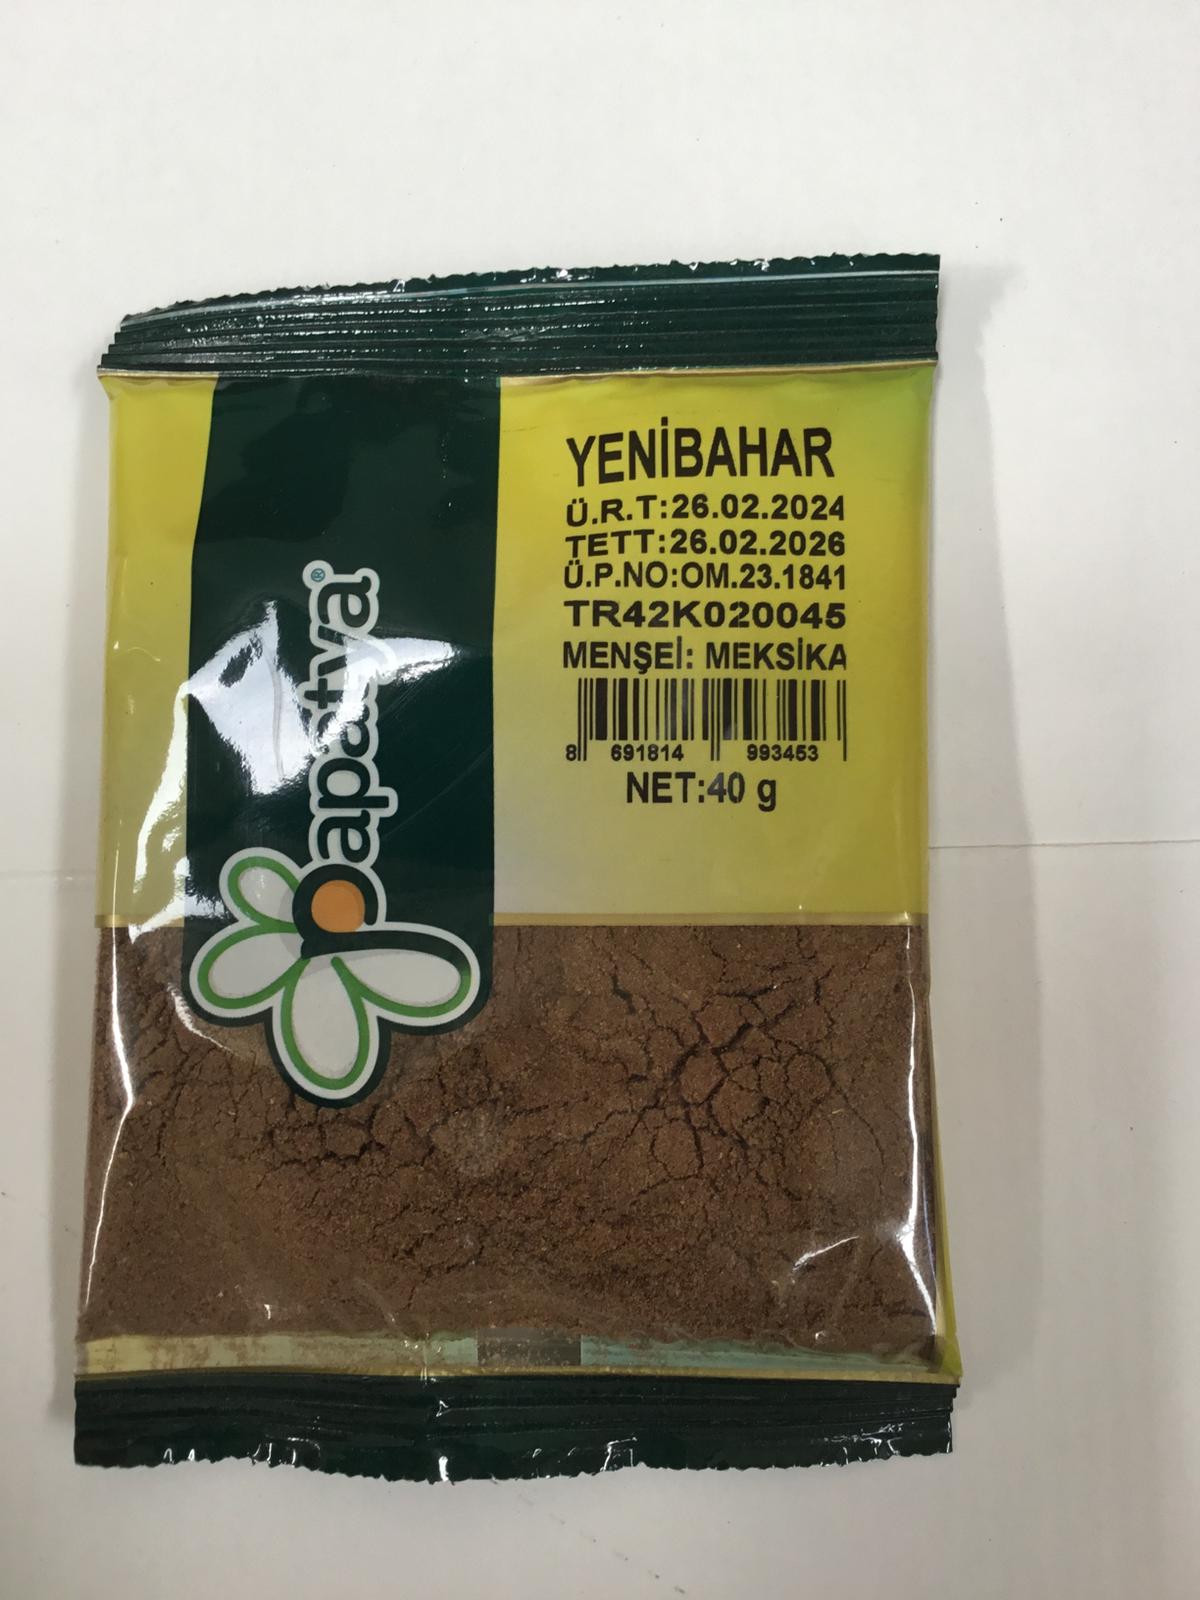 papatya®
YENİBAHAR
Ü.R.T:26.02.2024
TETT:26.02.2026
Ü.P.NO:OM.23.1841
TR42K020045
MENŞEİ: MEKSİKA
8 691814 993453
NET:40 g